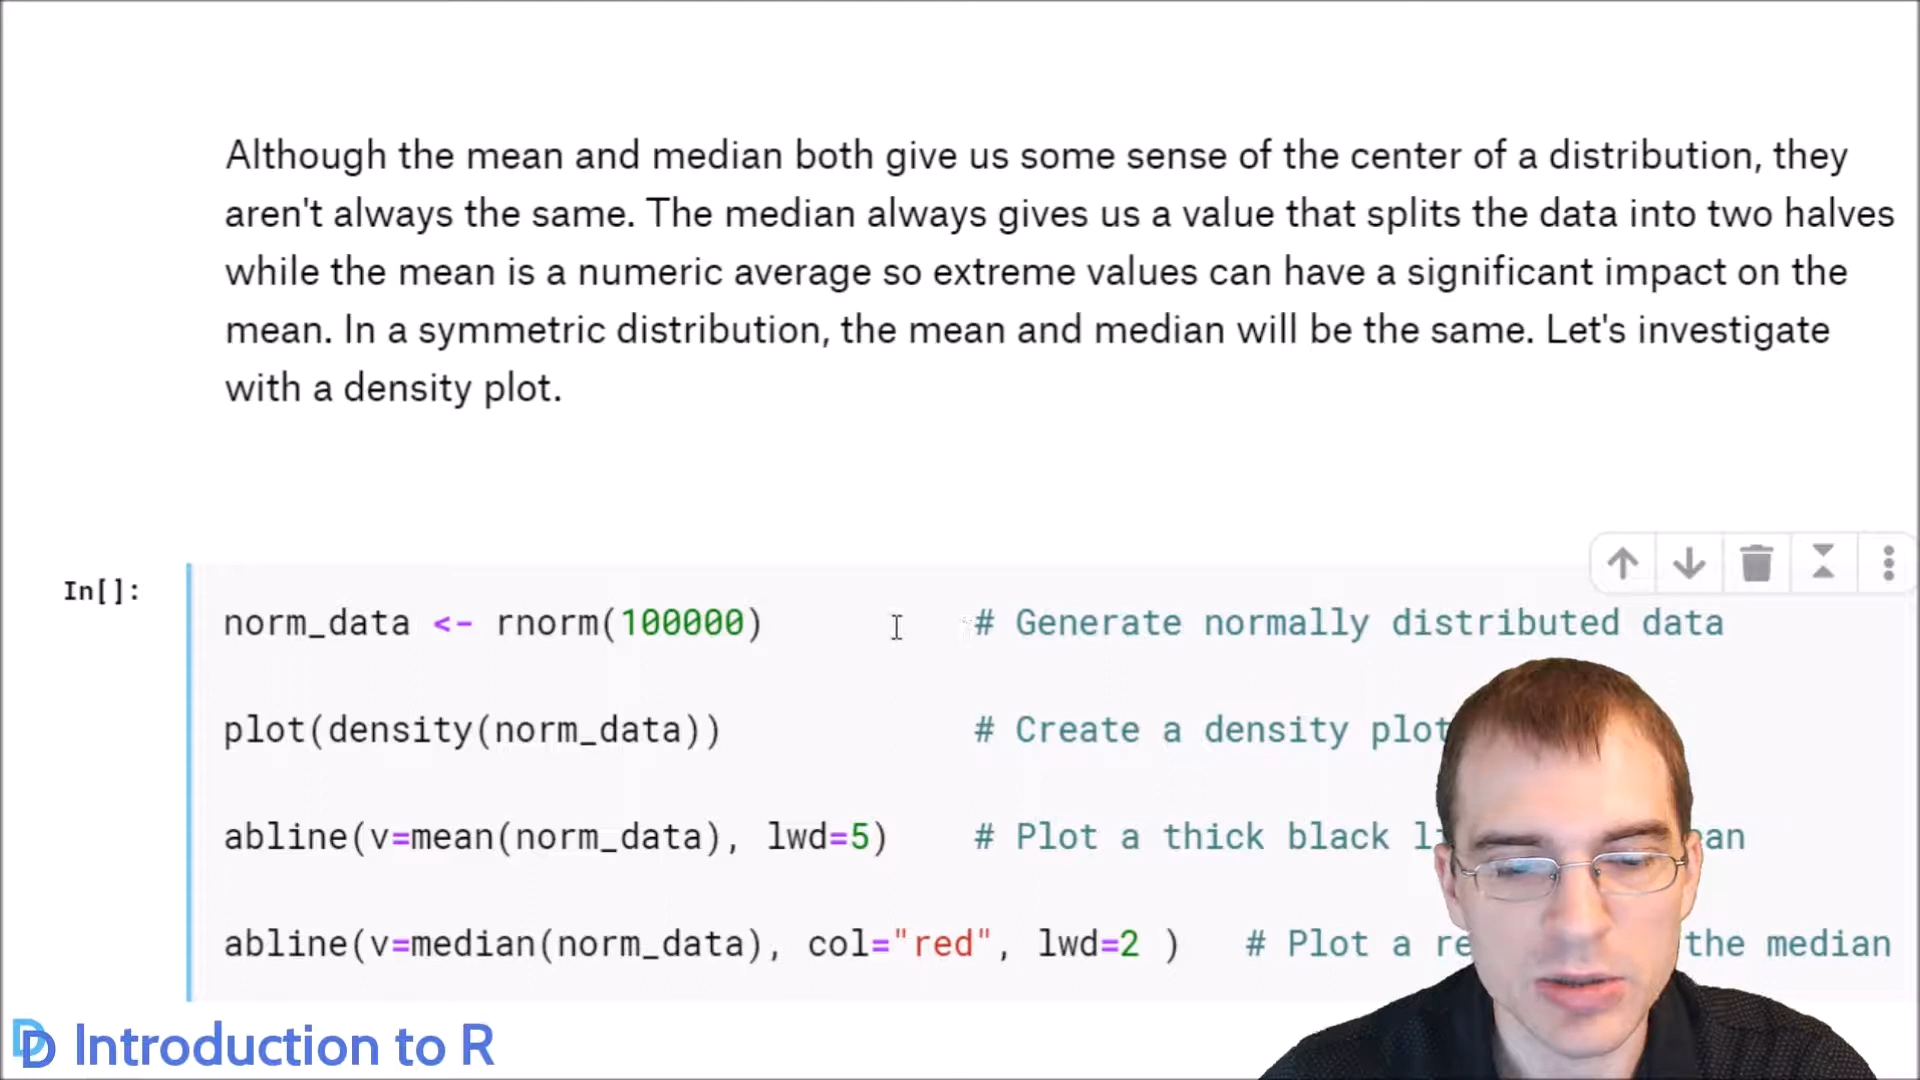 Although the mean and median both give us some sense of the center of a distribution, they
aren't always the same. The median always gives us a value that splits the data into two halves
while the mean is a numeric average so extreme values can have a significant impact on the
mean. In a symmetric distribution, the mean and median will be the same. Let's investigate
with a density plot.
In[]:
norm_data <- rnorm(100000) # Generate normally distributed data
plot(density(norm_data)) # Create a density plot
abline(v=mean(norm_data), lwd=5) # Plot a thick black
abline(v=median(norm_data), col="red", lwd=2 ) # Plot a the median
D Introduction to R